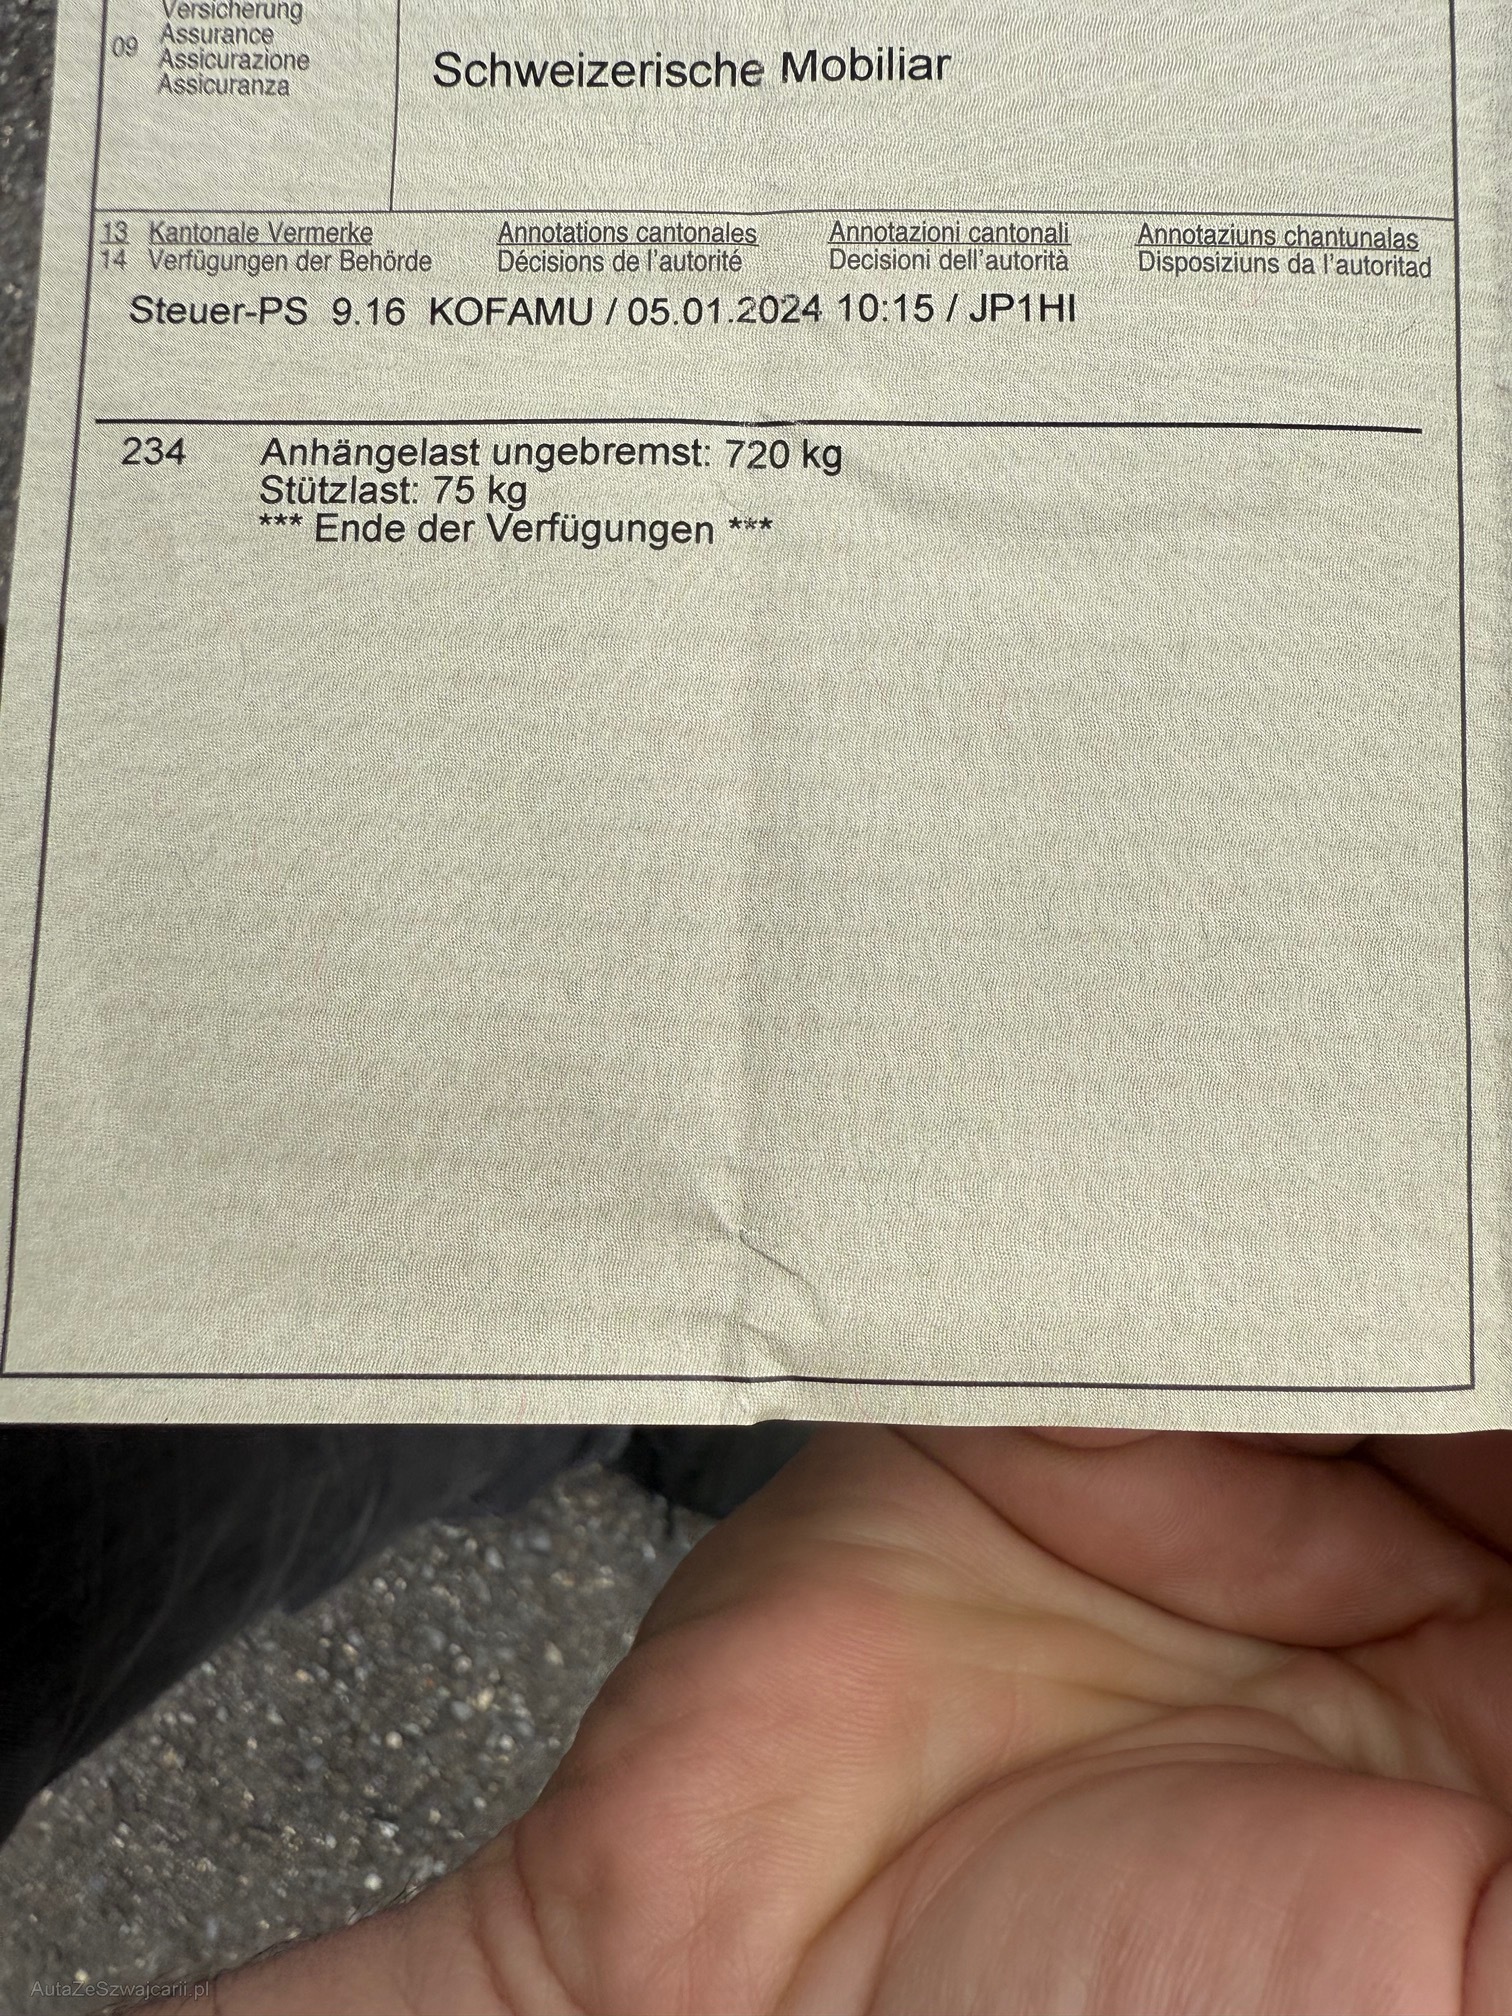 Versicherung
09 Assurance
Assicurazione
Assicuranza
Schweizerische Mobiliar
13 Kantonale Vermerke Annotations cantonales Annotazioni cantonali Annotaziuns chantunalas
14 Verfügungen der Behörde Décisions de l'autorité Decisioni dell'autorità Disposiziuns da l'autoritad
Steuer-PS 9.16 KOFAMU / 05.01.2024 10:15 / JP1HI
234 Anhängelast ungebremst: 720 kg
Stützlast: 75 kg
*** Ende der Verfügungen ***
AutaZeSzwajcarii.pl